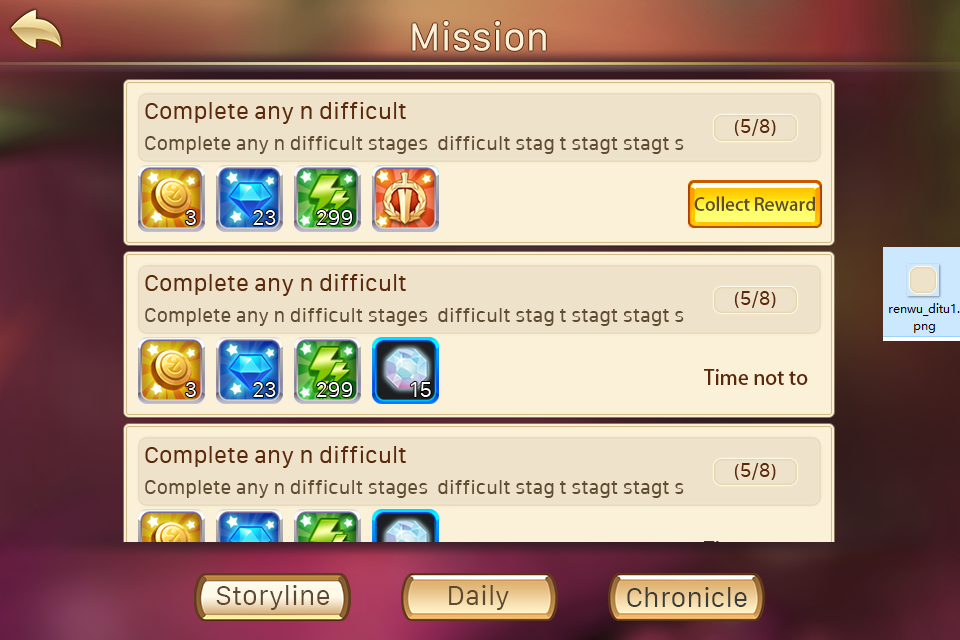 Mission
Complete any n difficult
Complete any n difficult stages  difficult stag t stagt stagt s
(5/8)
3
23
299
Collect Reward
Complete any n difficult
Complete any n difficult stages  difficult stag t stagt stagt s
(5/8)
3
23
299
15
Time not to
renwu_ditu1.
png
Complete any n difficult
Complete any n difficult stages  difficult stag t stagt stagt s
(5/8)
Storyline
Daily
Chronicle